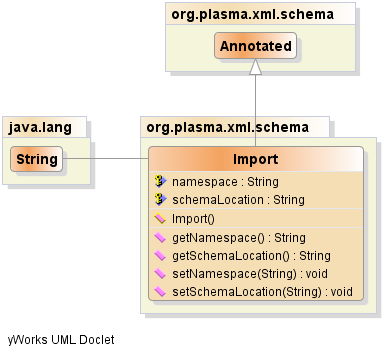 org.plasma.xml.schema
Annotated
java.lang
String
org.plasma.xml.schema
Import
namespace : String
schemaLocation : String
Import()
getNamespace() : String
getSchemaLocation() : String
setNamespace(String) : void
setSchemaLocation(String) : void
yWorks UML Doclet